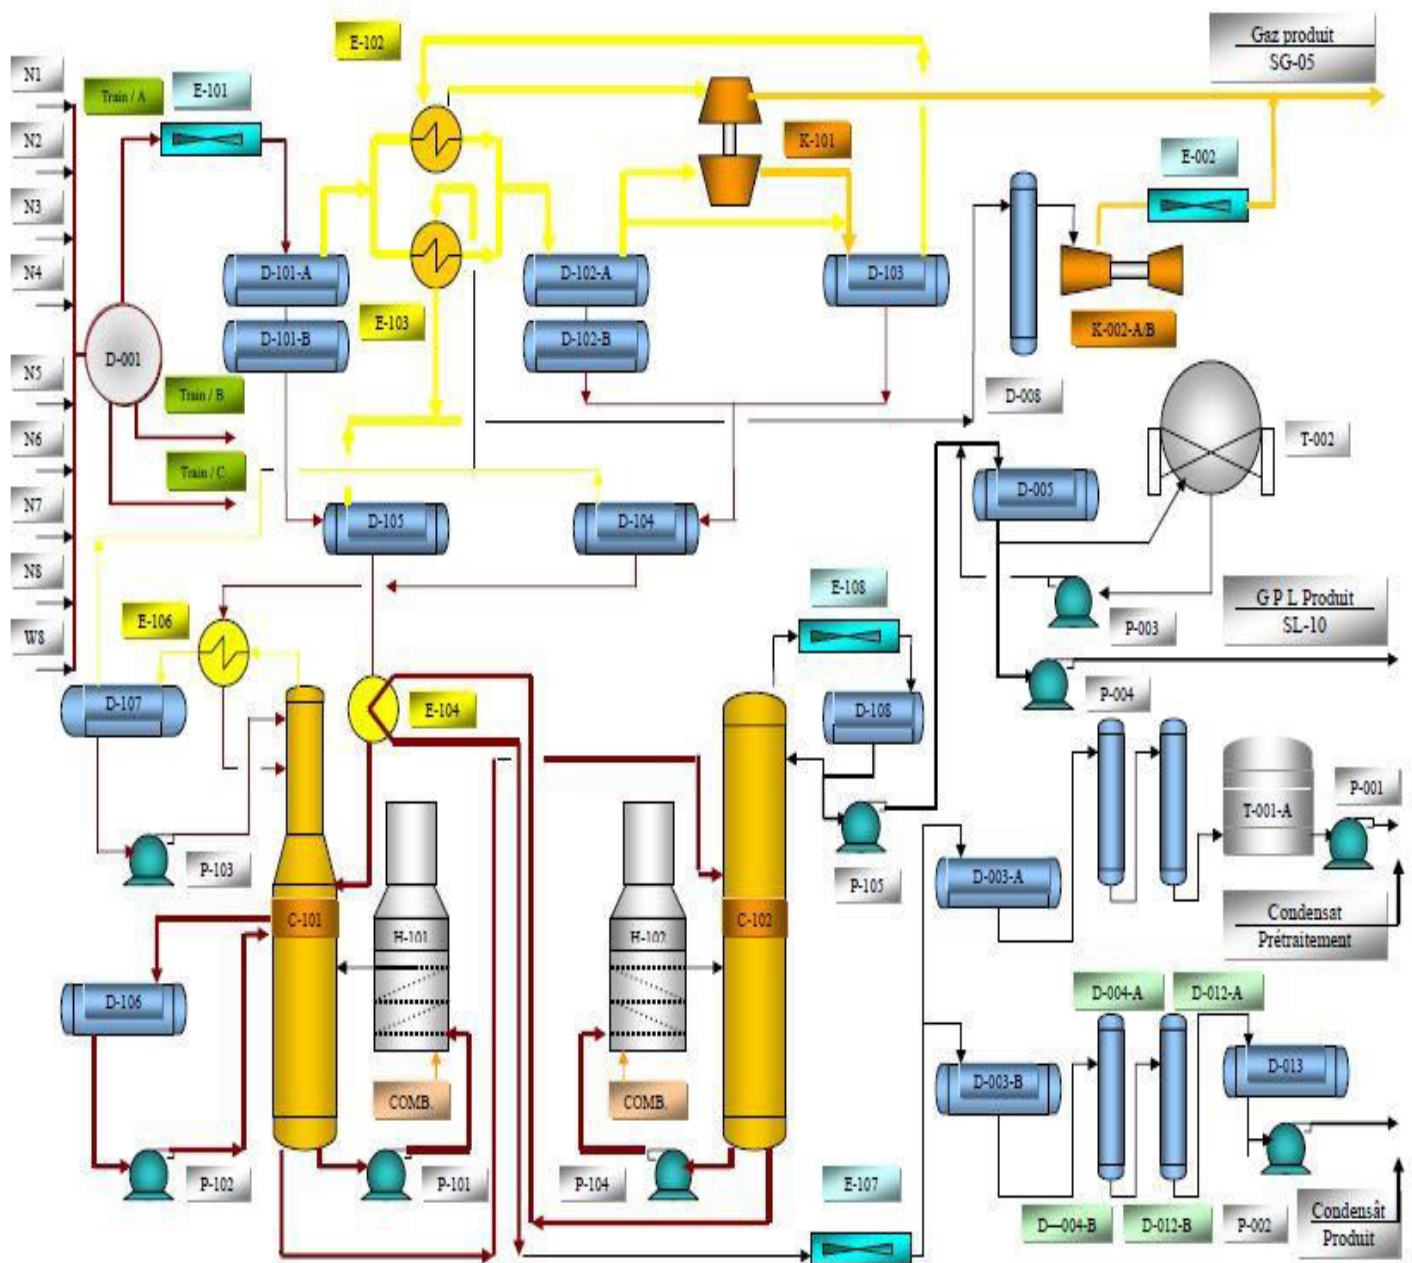 E-102
Gaz produit
SG-05
N1
Train / A
E-101
N2
K-101
E-002
N3
N4
D-101-A
D-102-A
D-103
E-103
D-101-B
D-102-B
K-002-A/B
D-001
N5
Train / B
D-008
N6
T-002
Train / C
D-005
N7
D-105
D-104
N8
E-108
G P L Produit
SL-10
E-106
P-003
W8
D-107
E-104
D-108
P-004
P-001
T-001-A
P-103
P-105
D-003-A
C-101
H-101
H-102
C-102
Condensat
Prétraitement
D-106
D-004-A
D-012-A
D-003-B
D-013
COMB.
COMB.
P-102
P-101
P-104
E-107
D—004-B
D-012-B
P-002
Condensât
Produit